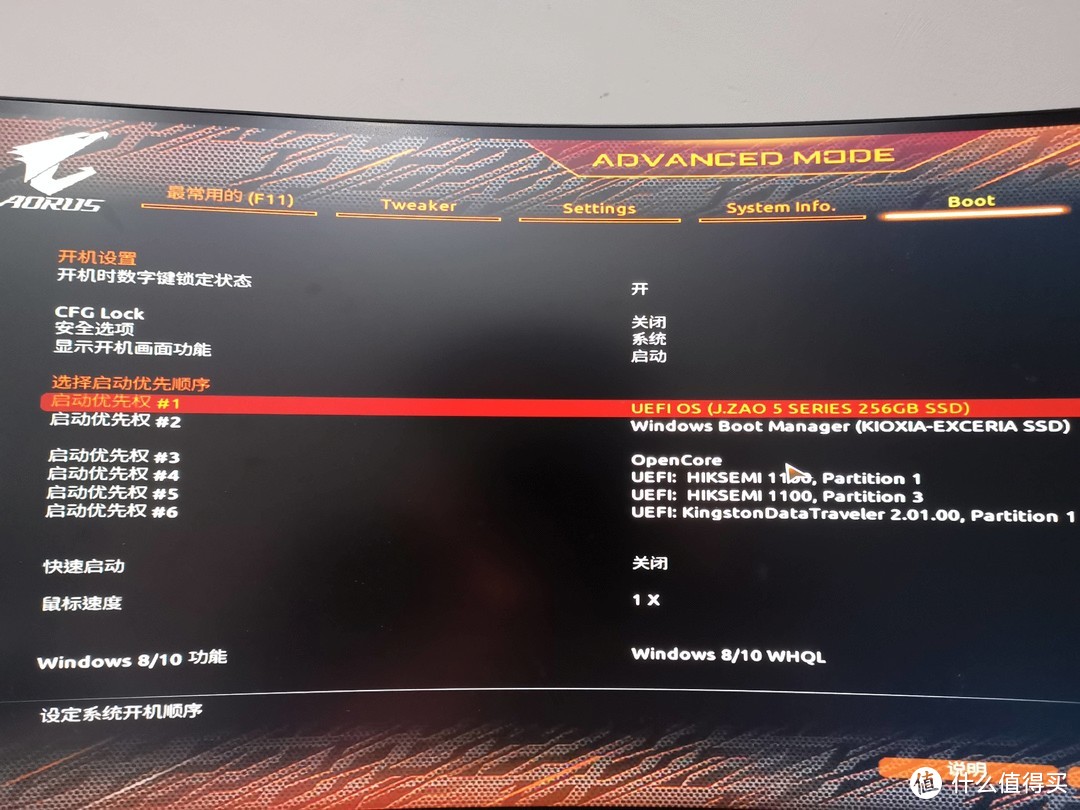 ADVANCED MODE
AORUS
最常用的 (F11) Tweaker Settings System Info. Boot
开机设置
开机时数字键锁定状态 开
CFG Lock 关闭
安全选项 系统
显示开机画面功能 启动
选择启动优先顺序
启动优先权 #1 UEFI OS (J.ZAO 5 SERIES 256GB SSD)
启动优先权 #2 Windows Boot Manager (KIOXIA-EXCERIA SSD)
启动优先权 #3 OpenCore
启动优先权 #4 UEFI: HIKSEMI 1100, Partition 1
启动优先权 #5 UEFI: HIKSEMI 1100, Partition 3
启动优先权 #6 UEFI: KingstonDataTraveler 2.01.00, Partition 1
快速启动 关闭
鼠标速度 1 X
Windows 8/10 功能 Windows 8/10 WHQL
设定系统开机顺序
说明
值 什么值得买